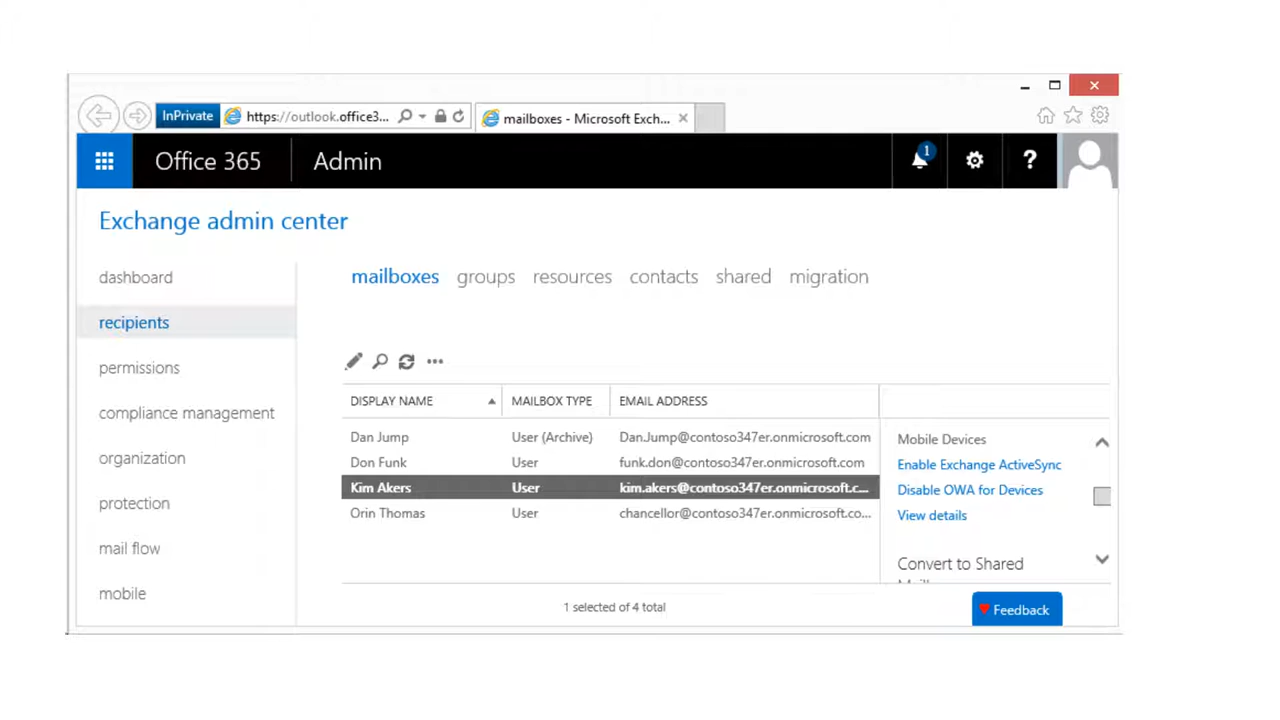 InPrivate https://outlook.office3... mailboxes - Microsoft Exch...
Office 365 Admin 1 ?
Exchange admin center
dashboard
recipients
permissions
compliance management
organization
protection
mail flow
mobile
mailboxes groups resources contacts shared migration
DISPLAY NAME MAILBOX TYPE EMAIL ADDRESS
Dan Jump User (Archive) Dan.Jump@contoso347er.onmicrosoft.com
Don Funk User funk.don@contoso347er.onmicrosoft.com
Kim Akers User kim.akers@contoso347er.onmicrosoft.c...
Orin Thomas User chancellor@contoso347er.onmicrosoft.co...
1 selected of 4 total
Mobile Devices
Enable Exchange ActiveSync
Disable OWA for Devices
View details
Convert to Shared
Feedback